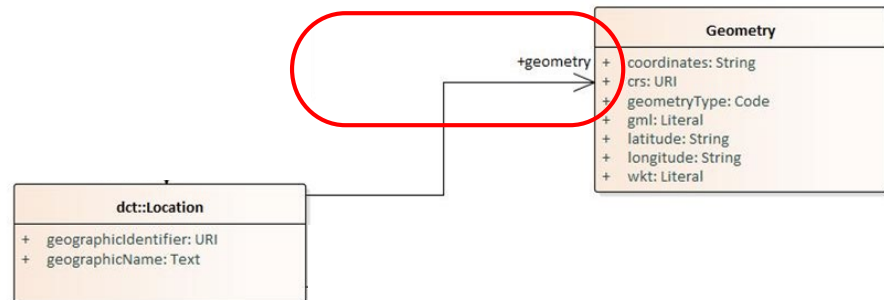 Geometry
+geometry
+ coordinates: String
+ crs: URI
+ geometryType: Code
+ gml: Literal
+ latitude: String
+ longitude: String
+ wkt: Literal
dct::Location
+ geographicIdentifier: URI
+ geographicName: Text